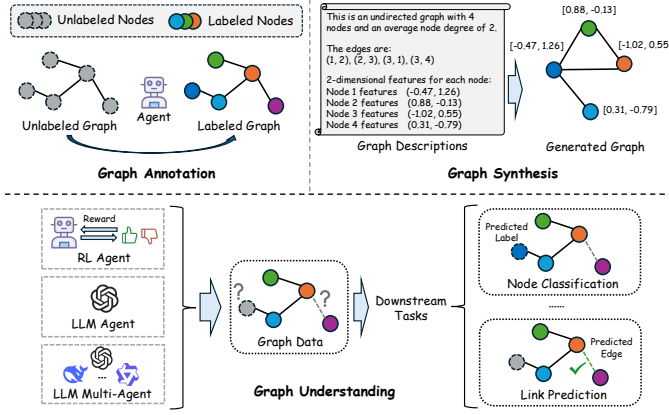 Unlabeled Nodes
Labeled Nodes
Unlabeled Graph
Agent
Labeled Graph
Graph Annotation
This is an undirected graph with 4
nodes and an average node degree of 2.
The edges are:
(1, 2), (2, 3), (3, 1), (3, 4)
2-dimensional features for each node:
Node 1 features (-0.47, 1.26)
Node 2 features (0.88, -0.13)
Node 3 features (-1.02, 0.55)
Node 4 features (0.31, -0.79)
Graph Descriptions
[0.88, -0.13]
[-0.47, 1.26]
[-1.02, 0.55
[0.31, -0.79]
Generated Graph
Graph Synthesis
Reward
RL Agent
LLM Agent
...
LLM Multi-Agent
?
?
Graph Data
Graph Understanding
Downstream
Tasks
Predicted
Label
Node Classification
......
Predicted
Edge
Link Prediction